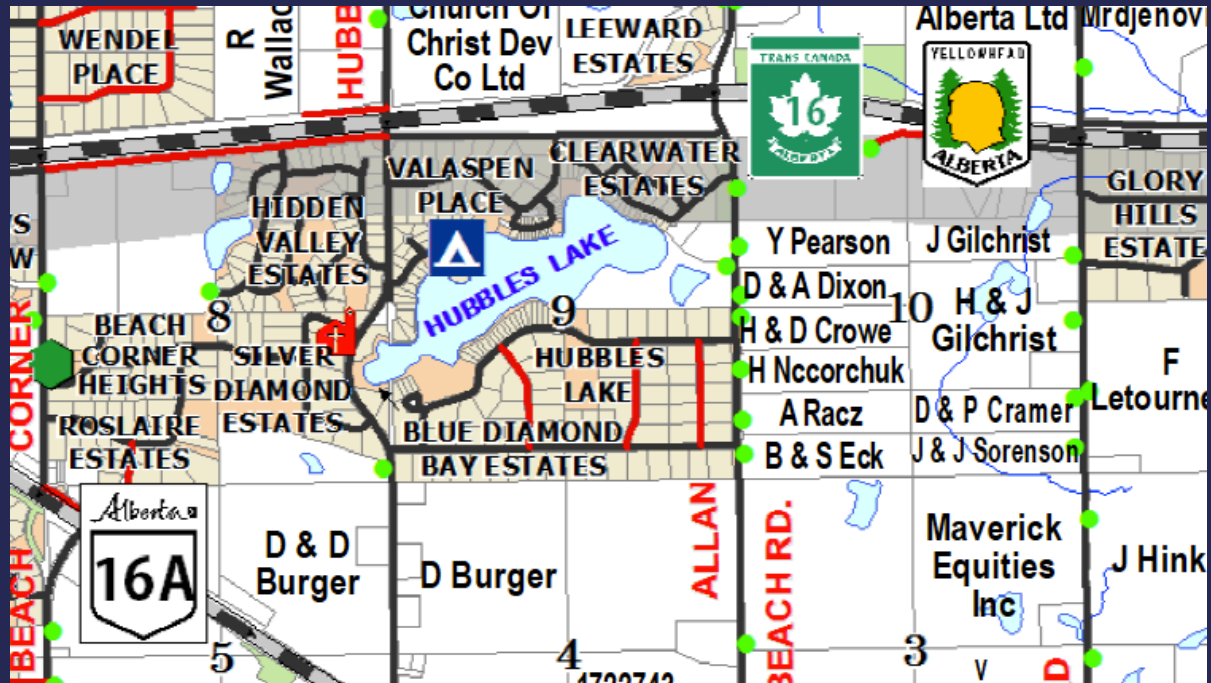 WENDEL
PLACE
R
Wallac
HUBB
Church Of
Christ Dev
Co Ltd
LEEWARD
ESTATES
TRANS CANADA
16
ALBERTA
Alberta Ltd
YELLOWHEAD
ALBERTA
Mrdjenovi
VALASPEN
PLACE
CLEARWATER
ESTATES
HIDDEN
VALLEY
ESTATES
HUBBLES LAKE
GLORY
HILLS
ESTATE
S
W
Y Pearson
J Gilchrist
D & A Dixon
H & J
Gilchrist
H & D Crowe
H Nccorchuk
A Racz
D & P Cramer
B & S Eck
J & J Sorenson
F
Letourne
8
9
10
BEACH
CORNER
HEIGHTS
SILVER
DIAMOND
ESTATES
HUBBLES
LAKE
ROSLAIRE
ESTATES
BLUE DIAMOND
BAY ESTATES
BEACH CORNER
Alberta
16A
D & D
Burger
D Burger
ALLAN
BEACH RD.
Maverick
Equities
Inc
J Hink
5
4
3
V
D